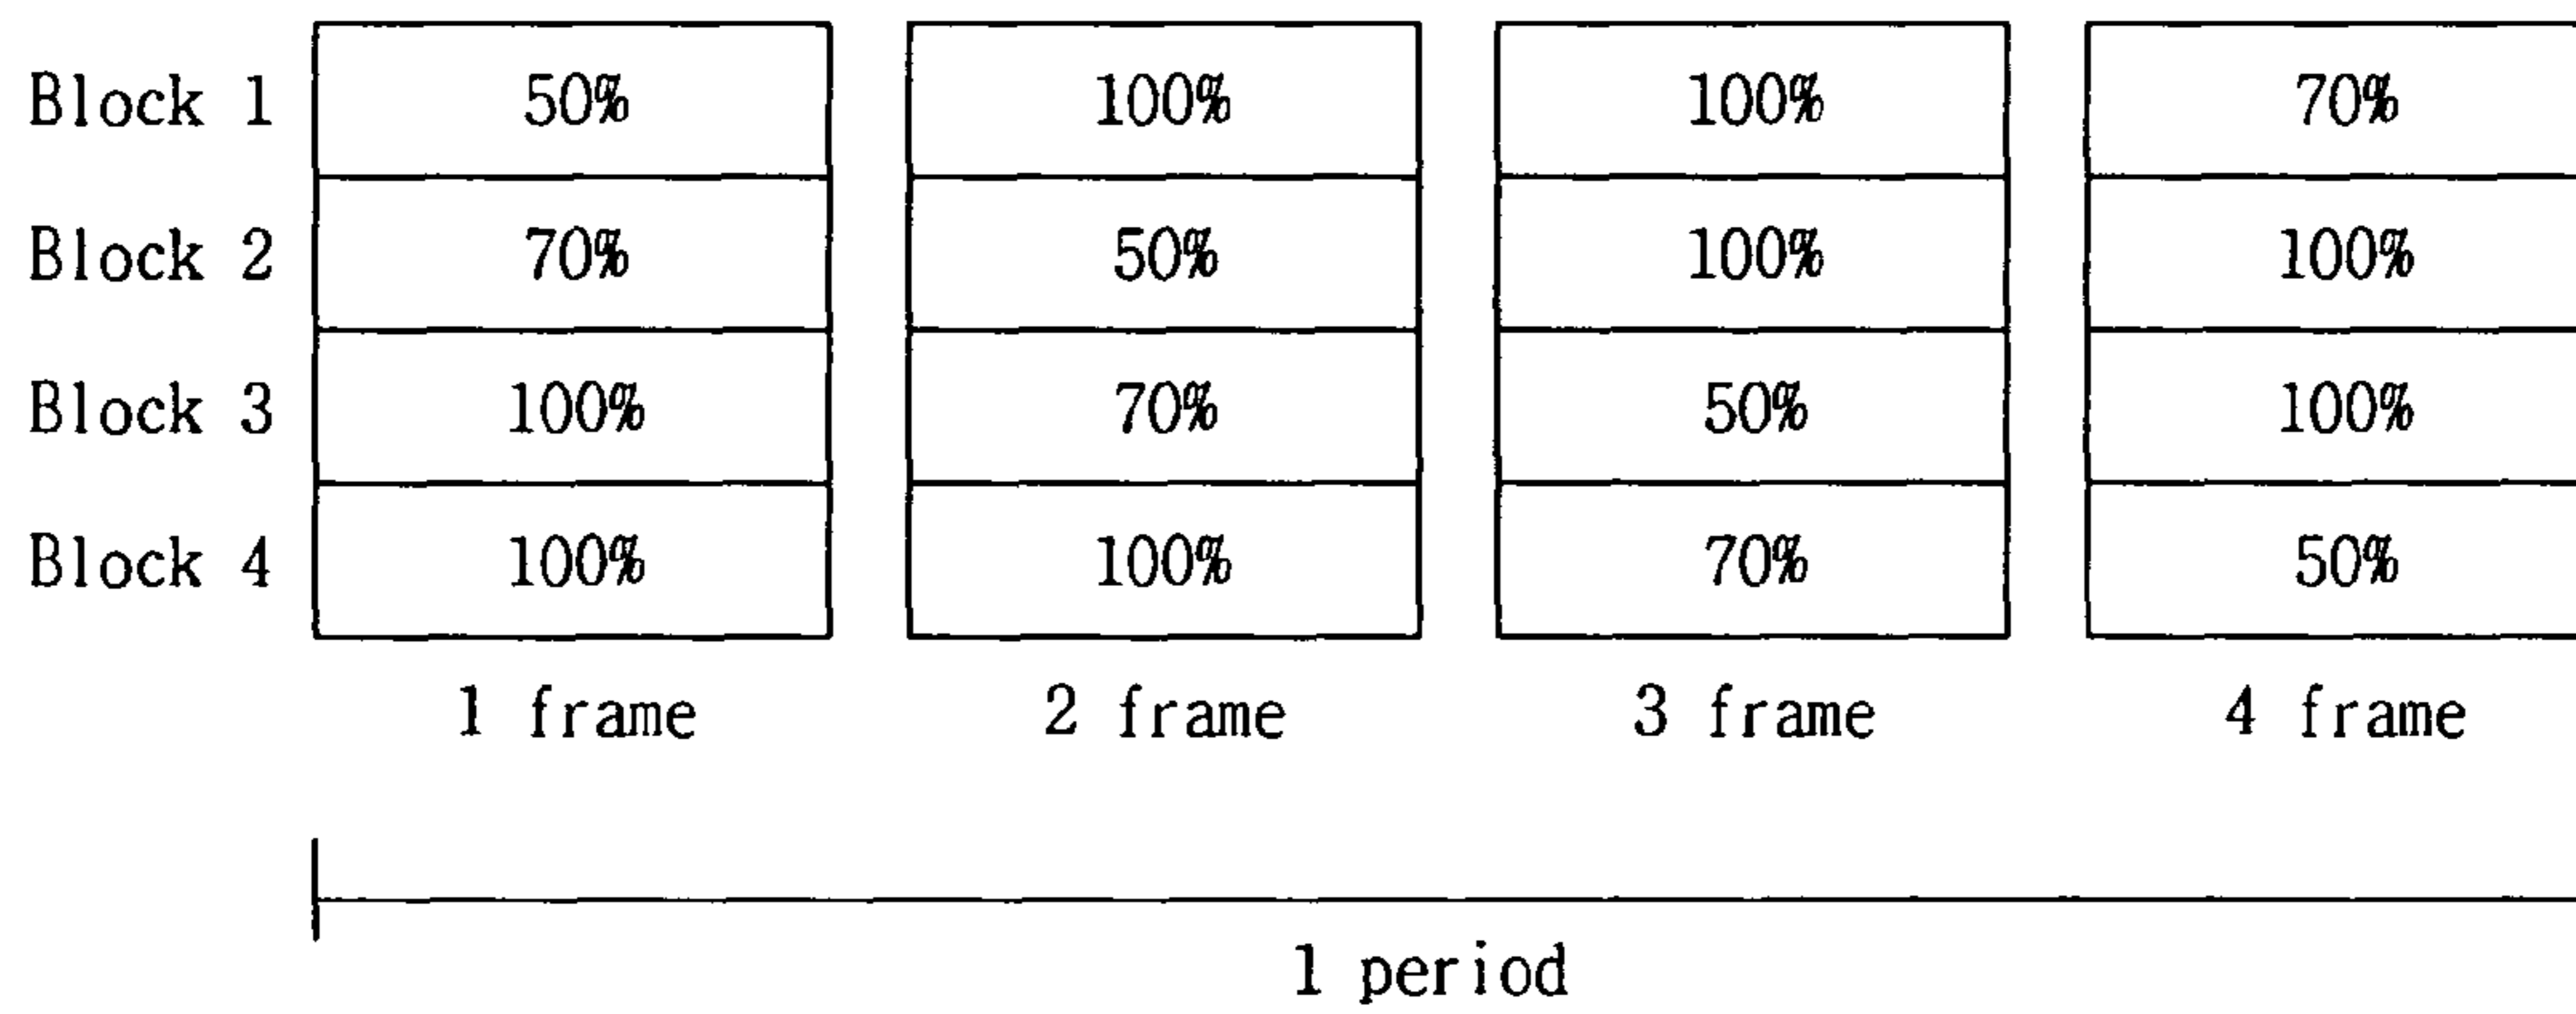 Block 1 50% 100% 100% 70%
Block 2 70% 50% 100% 100%
Block 3 100% 70% 50% 100%
Block 4 100% 100% 70% 50%
1 frame 2 frame 3 frame 4 frame
1 period